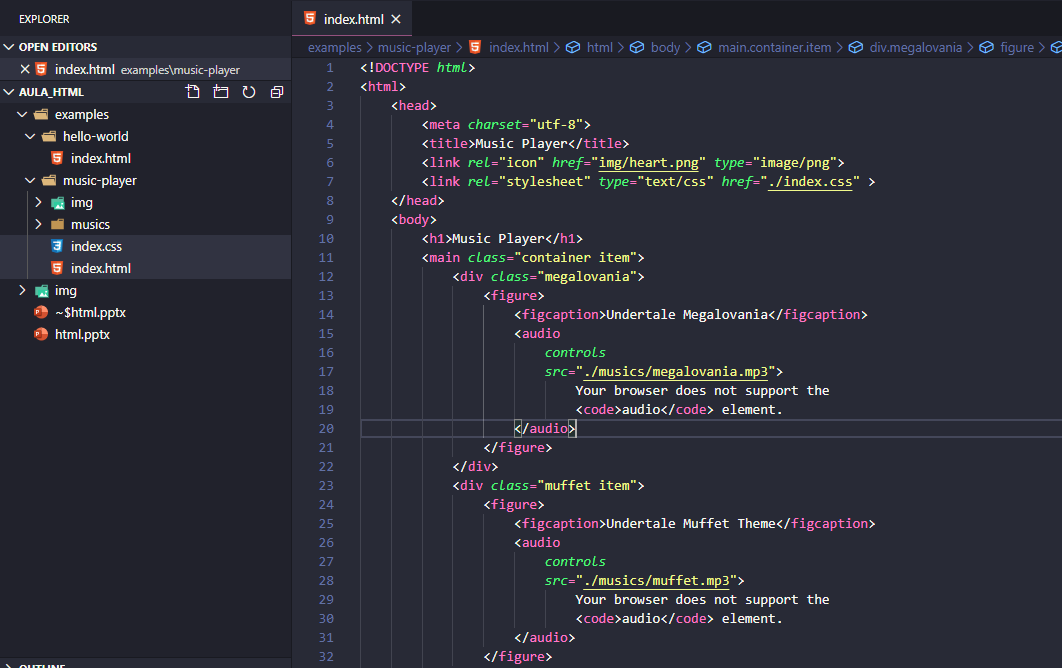 EXPLORER
OPEN EDITORS
index.html examples\music-player
AULA_HTML
examples
hello-world
index.html
music-player
img
musics
index.css
index.html
img
~$html.pptx
html.pptx
OUTLINE
index.html
examples > music-player > index.html > html > body > main.container.item > div.megalovania > figure >
1 <!DOCTYPE html>
2 <html>
3 <head>
4 <meta charset="utf-8">
5 <title>Music Player</title>
6 <link rel="icon" href="img/heart.png" type="image/png">
7 <link rel="stylesheet" type="text/css" href="./index.css" >
8 </head>
9 <body>
10 <h1>Music Player</h1>
11 <main class="container item">
12 <div class="megalovania">
13 <figure>
14 <figcaption>Undertale Megalovania</figcaption>
15 <audio
16 controls
17 src="./musics/megalovania.mp3">
18 Your browser does not support the
19 <code>audio</code> element.
20 </audio>
21 </figure>
22 </div>
23 <div class="muffet item">
24 <figure>
25 <figcaption>Undertale Muffet Theme</figcaption>
26 <audio
27 controls
28 src="./musics/muffet.mp3">
29 Your browser does not support the
30 <code>audio</code> element.
31 </audio>
32 </figure>